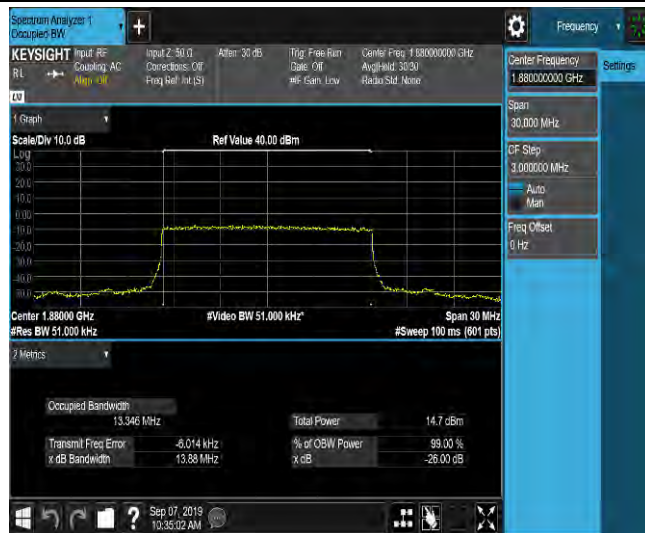 Spectrum Analyzer 1
Occupied BW
Frequency
KEYSIGHT Input: RF Input Z: 50 Ω Atten: 30 dB Trig: Free Run Center Freq: 1.880000000 GHz
RL Coupling: AC Corrections: Off Gate: Off Avg|Hold: 30/30
Align: Off Freq Ref: Int (S) #IF Gain: Low Radio Std: None
LV
Center Frequency
1.880000000 GHz
Settings
Span
30.000 MHz
CF Step
3.000000 MHz
Auto
Man
Freq Offset
0 Hz
1 Graph
Scale/Div 10.0 dB Ref Value 40.00 dBm
Log
30.0
20.0
10.0
0.00
-10.0
-20.0
-30.0
-40.0
-50.0
Center 1.88000 GHz #Video BW 51.000 kHz* Span 30 MHz
#Res BW 51.000 kHz #Sweep 100 ms (601 pts)
2 Metrics
Occupied Bandwidth
13.346 MHz Total Power 14.7 dBm
Transmit Freq Error -6.014 kHz % of OBW Power 99.00 %
x dB Bandwidth 13.88 MHz x dB -26.00 dB
Sep 07, 2019
10:35:02 AM